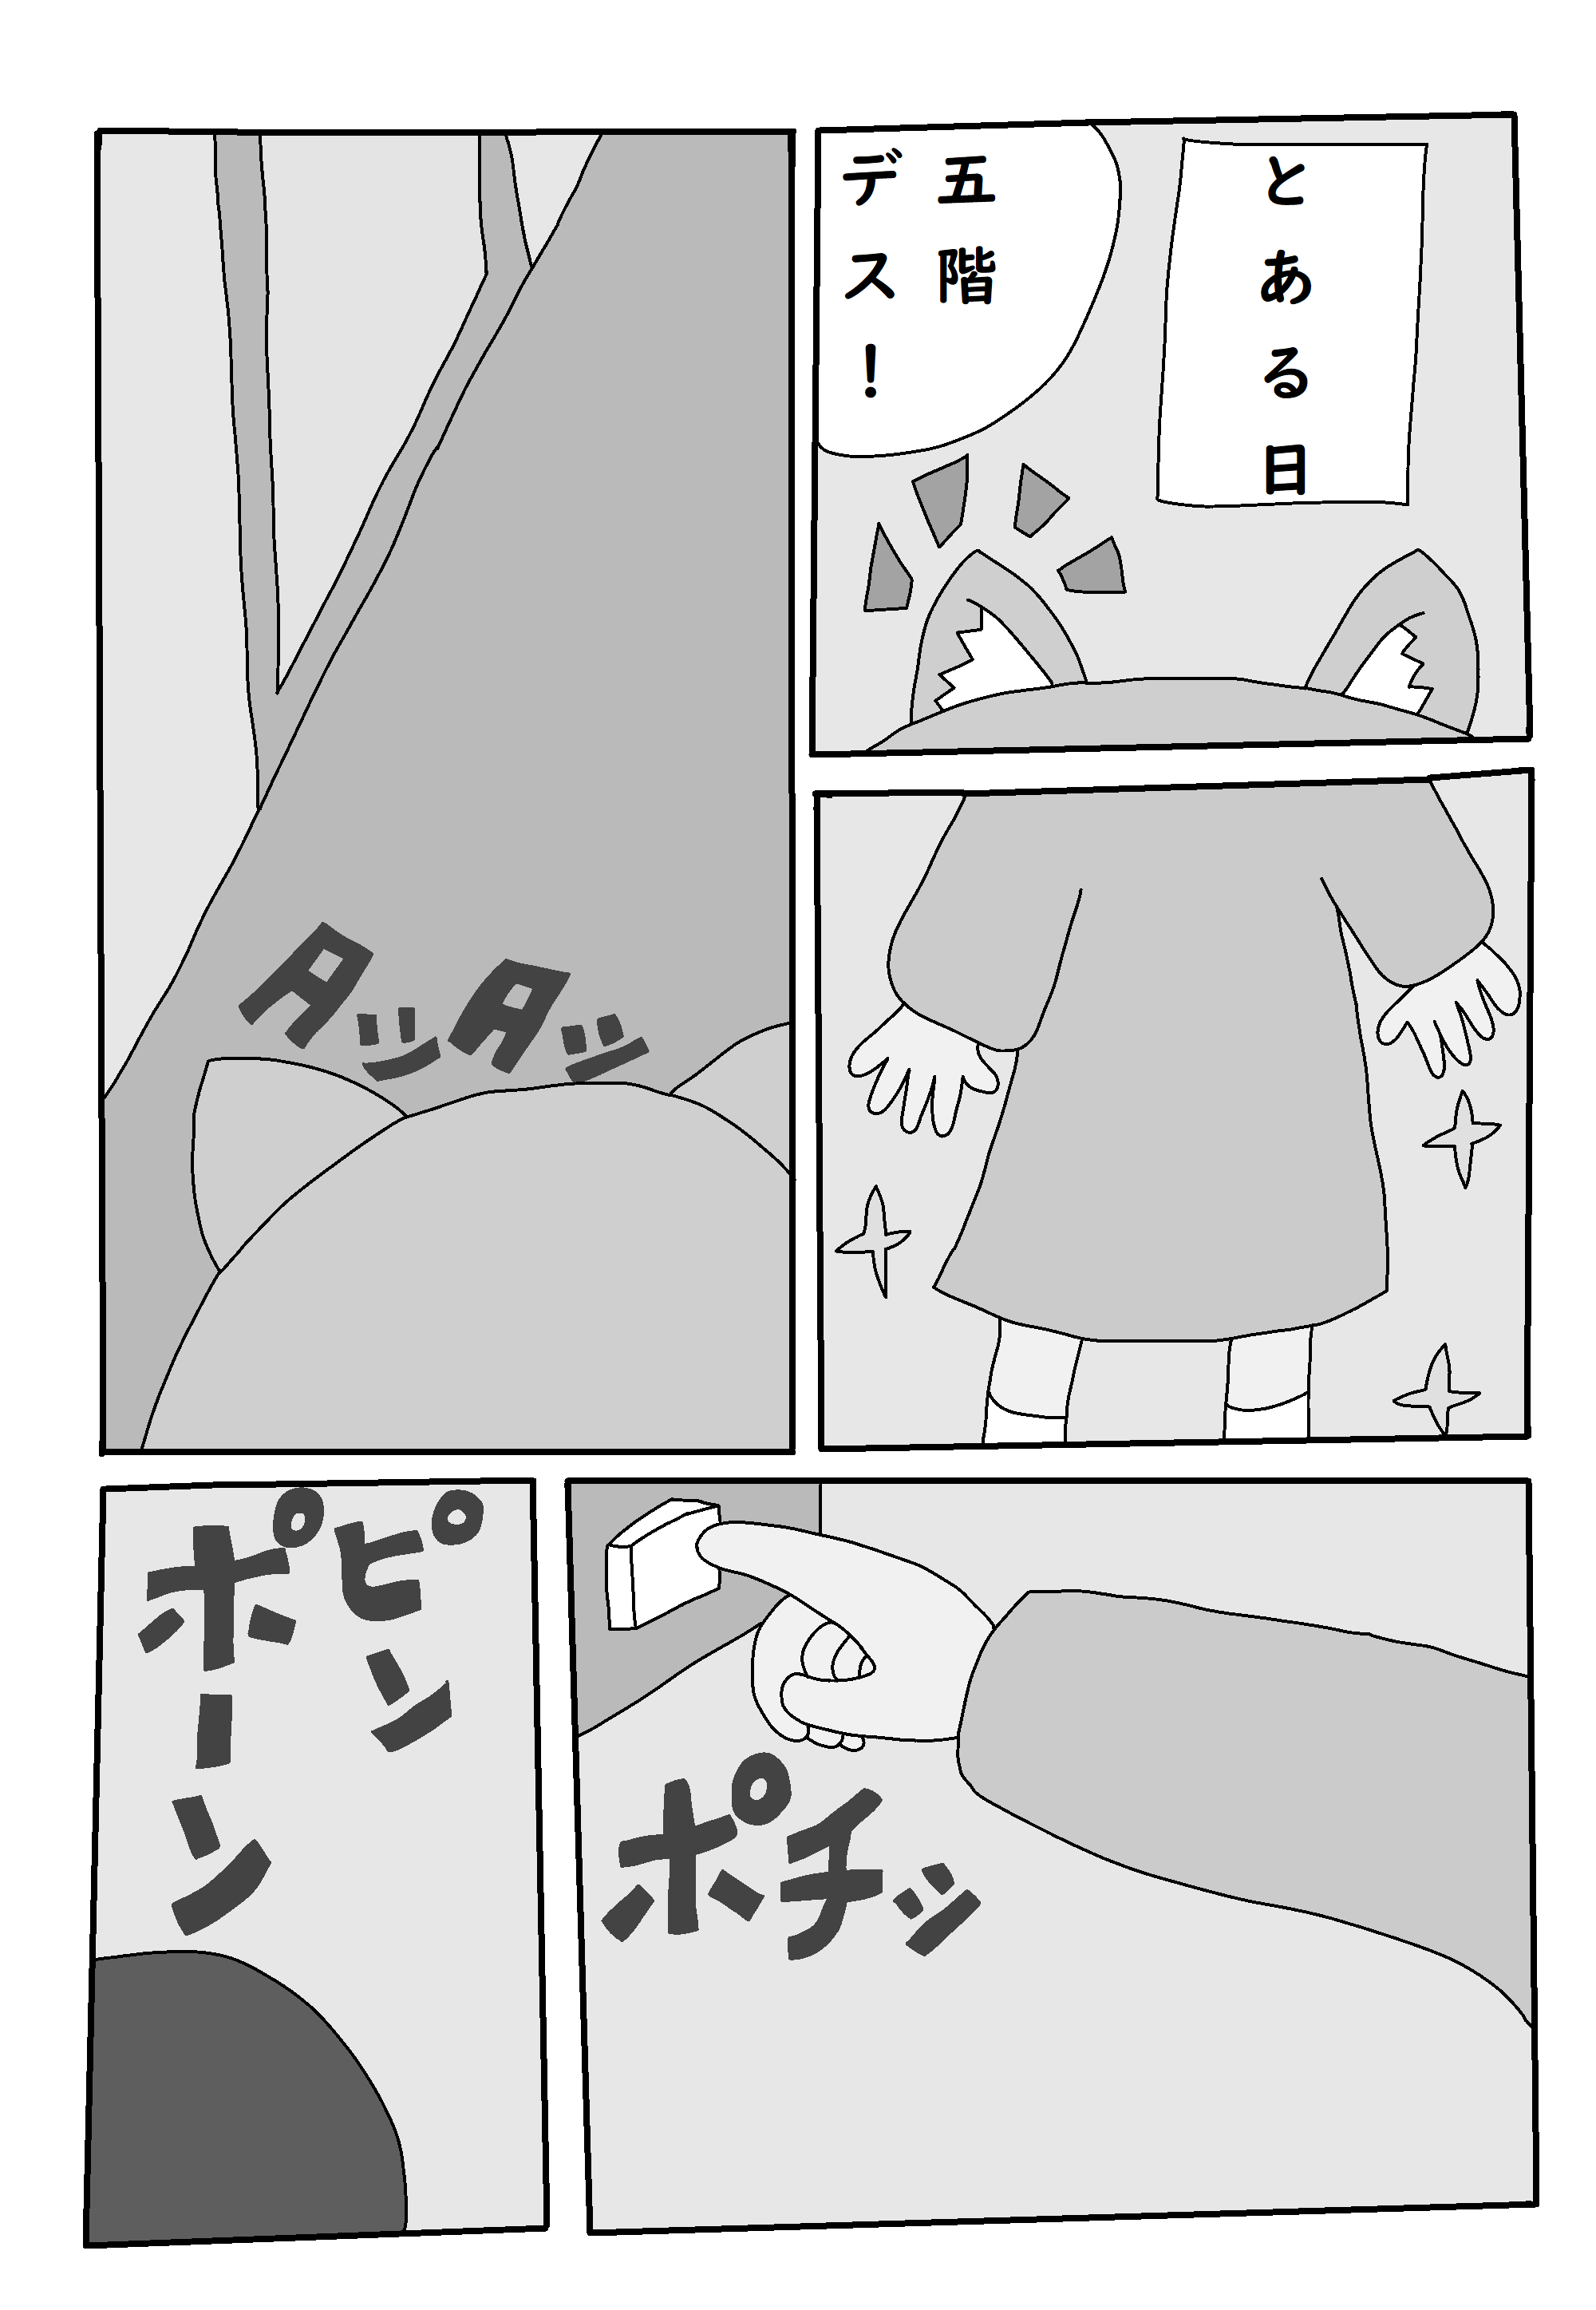 とある日
五階
デス！
タッタッ
ポチッ
ピン
ポーン